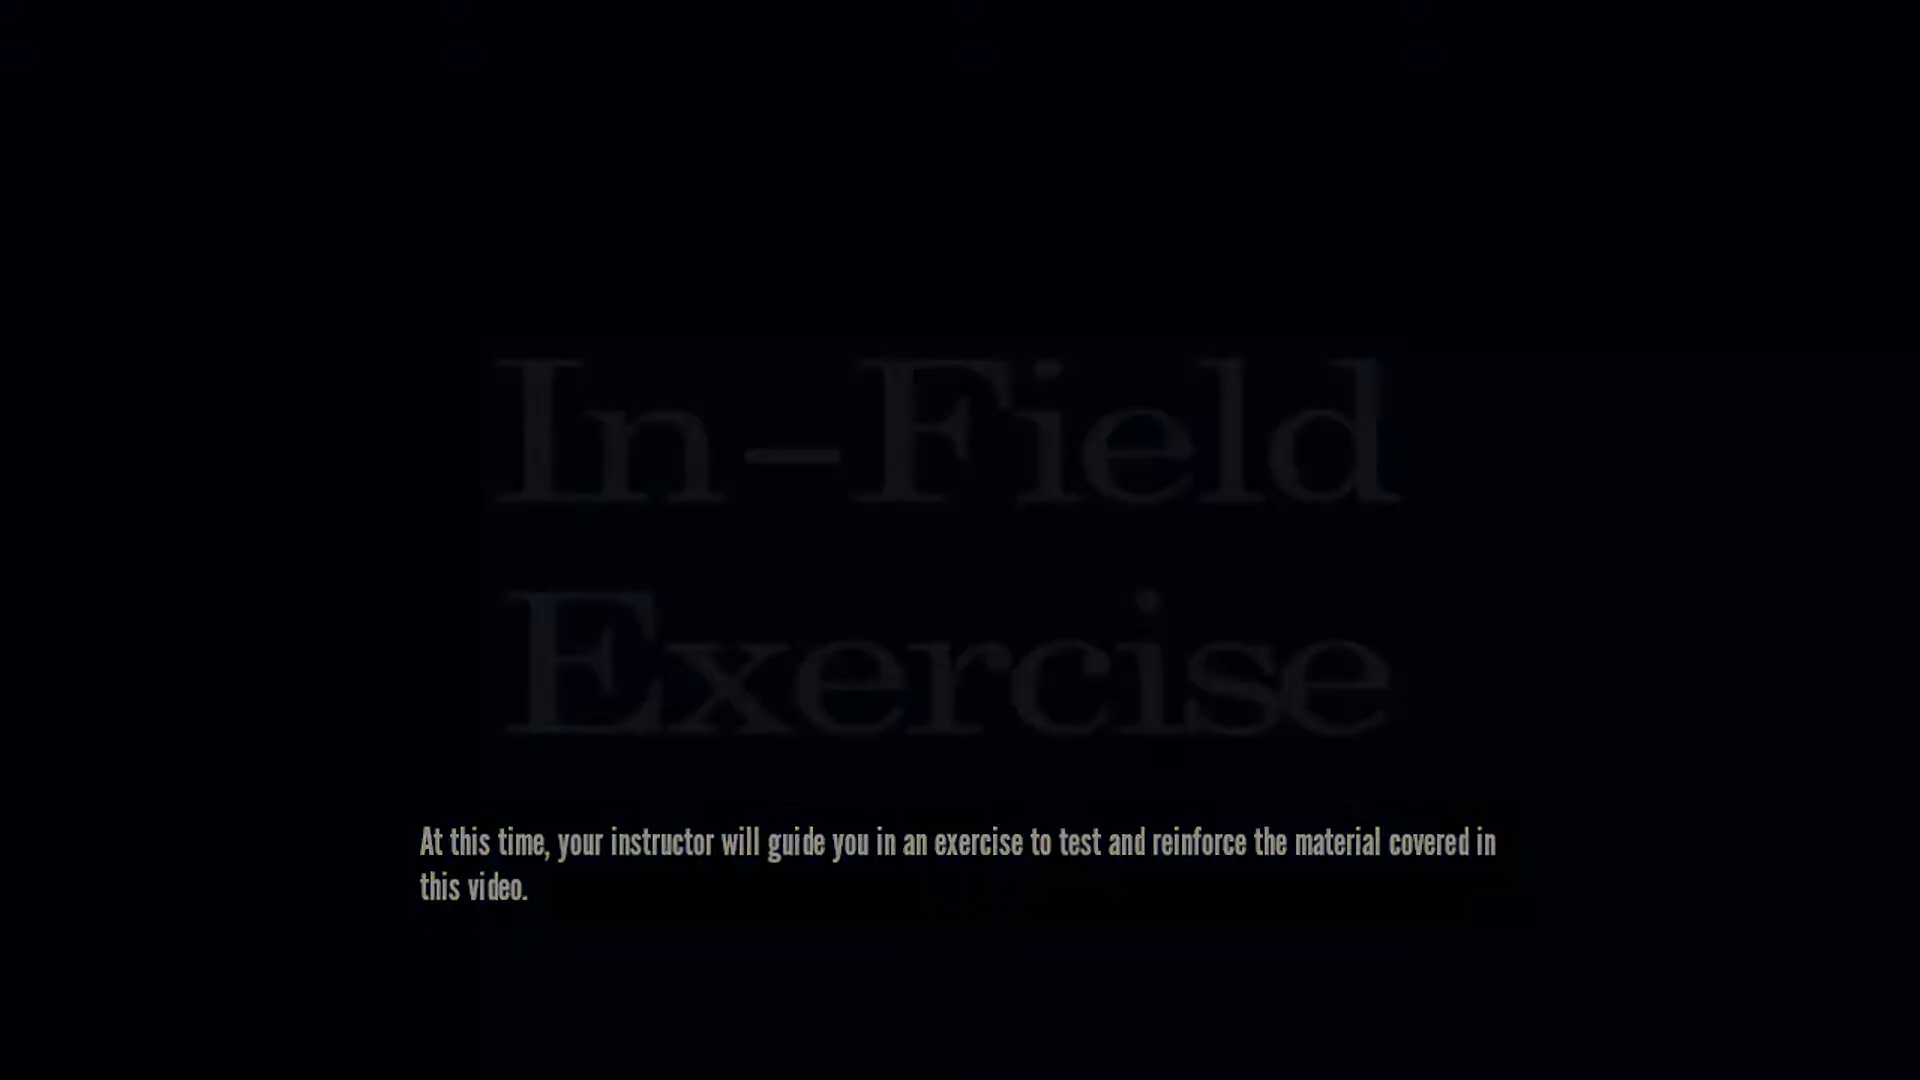 In-Field
Exercise
At this time, your instructor will guide you in an exercise to test and reinforce the material covered in
this video.